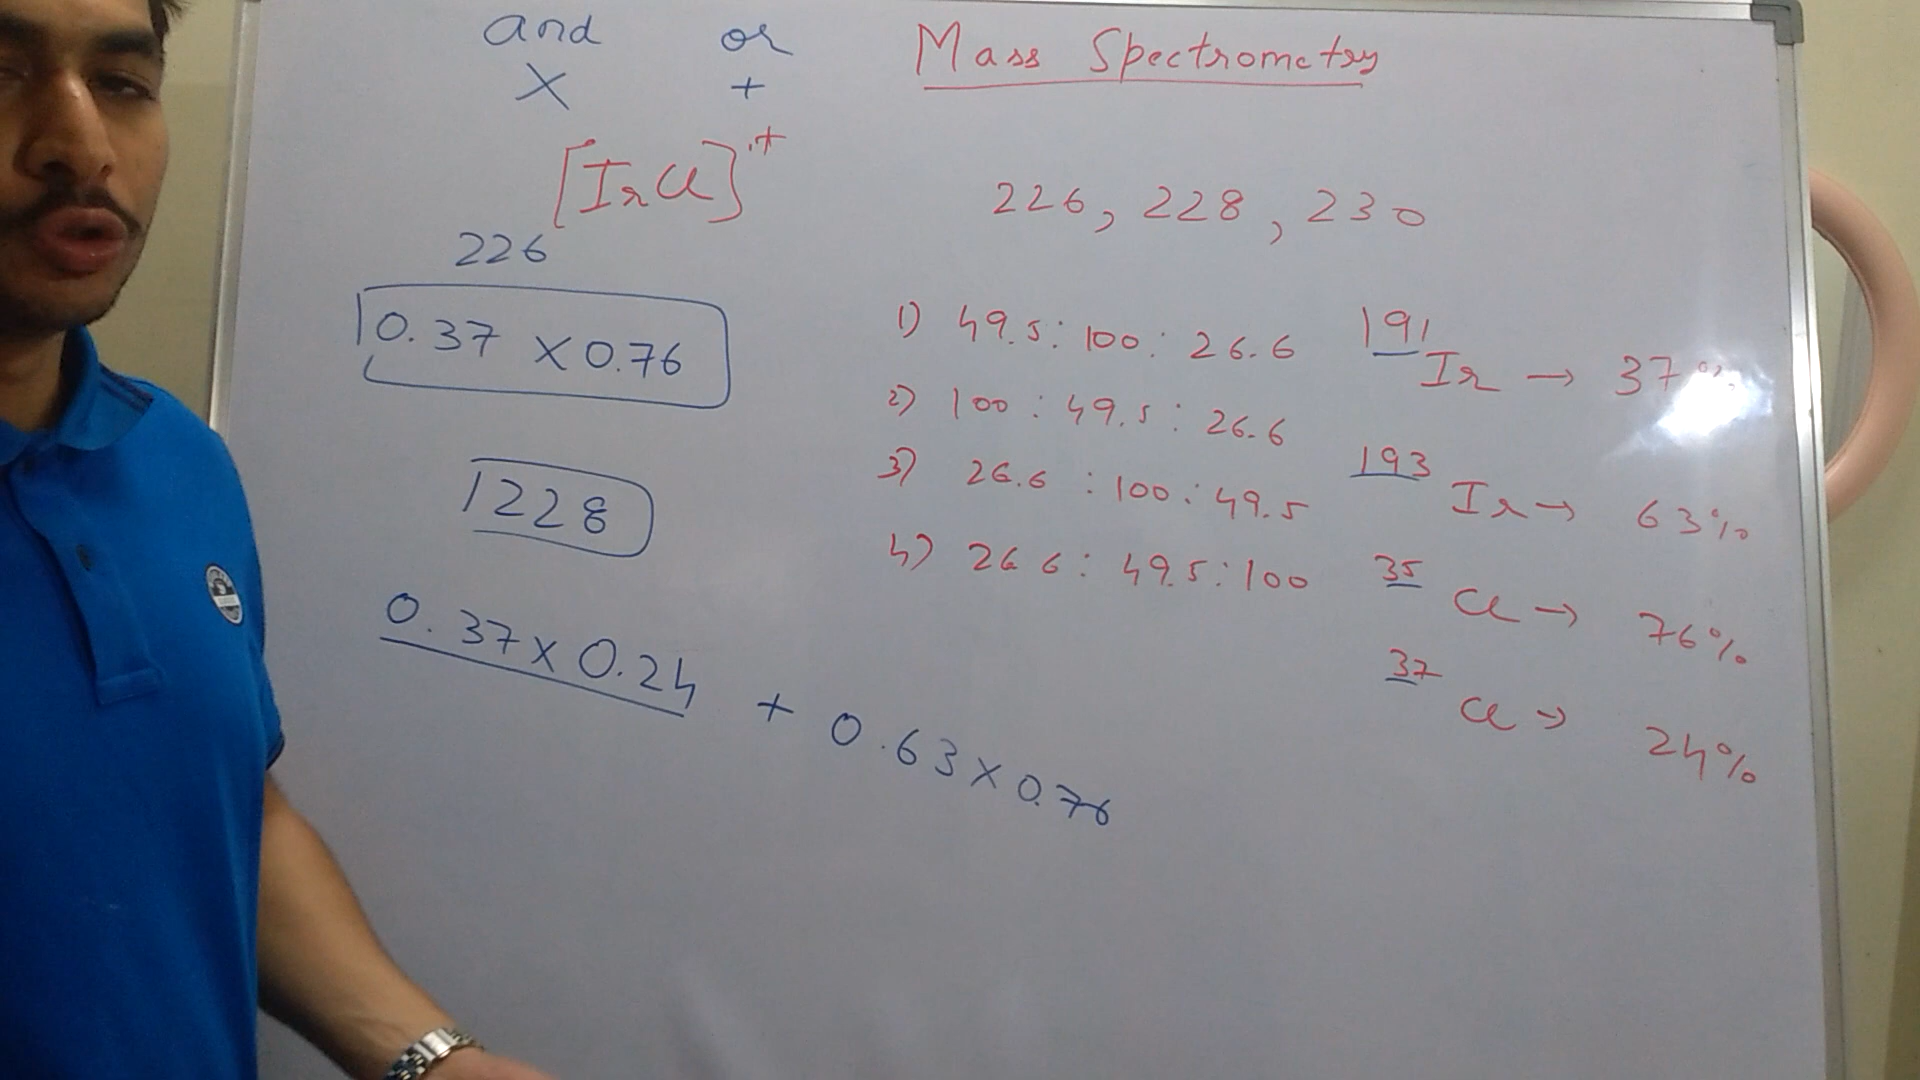 and or
× +
Mass Spectrometry
[IrCl]·+
226, 228, 230
226
0.37 × 0.76
1) 49.5 : 100 : 26.6
2) 100 : 49.5 : 26.6
3) 26.6 : 100 : 49.5
4) 26 6 : 49.5 : 100
191 Ir → 37%
193 Ir → 63%
35 Cl → 76%
37 Cl → 24%
228
0.37 × 0.24 + 0.63 × 0.76